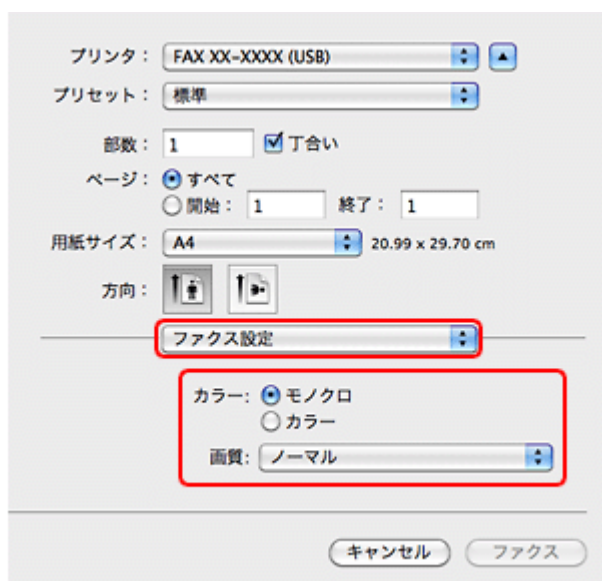 プリンタ： FAX XX-XXXX (USB)
プリセット： 標準
部数： 1 丁合い
ページ： すべて
開始： 1 終了： 1
用紙サイズ： A4 20.99 x 29.70 cm
方向：
ファクス設定
カラー： モノクロ
カラー
画質： ノーマル
キャンセル ファクス